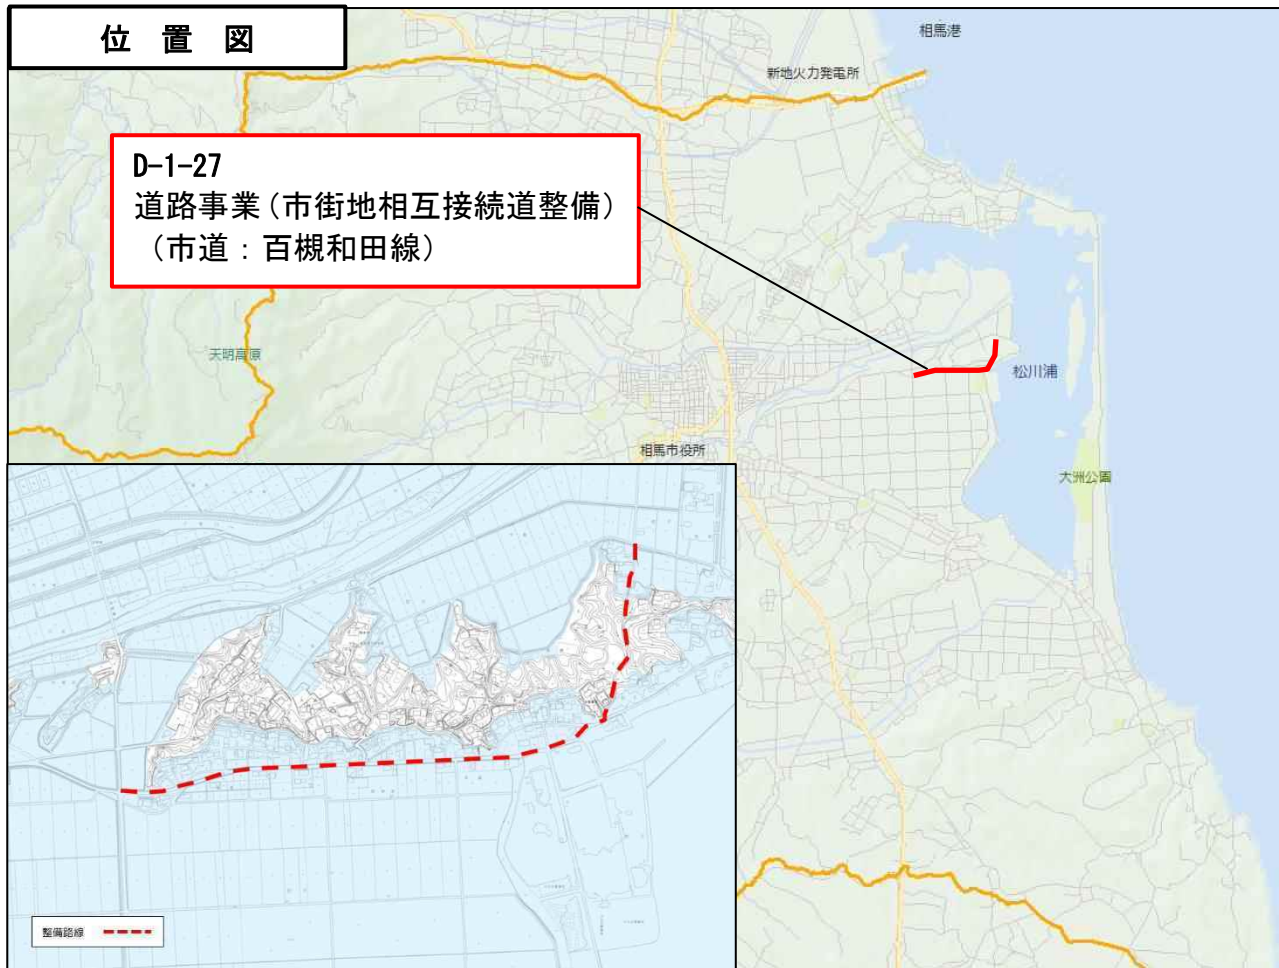 位 置 図
相馬港
新地火力発電所
D-1-27
道路事業(市街地相互接続道整備)
(市道:百槻和田線)
天明高原
松川浦
相馬市役所
大洲公園
整備路線